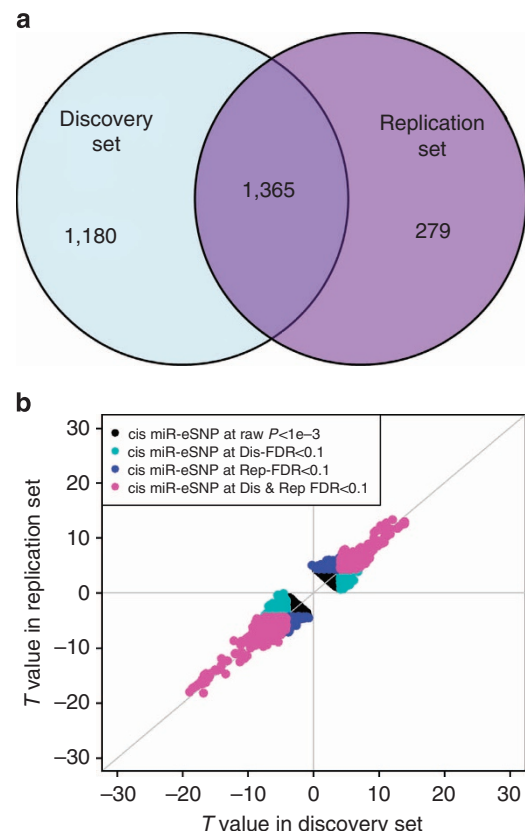 a
Discovery
set
Replication
set
1,365
1,180
279
b
cis miR-eSNP at raw P<1e–3
cis miR-eSNP at Dis-FDR<0.1
cis miR-eSNP at Rep-FDR<0.1
cis miR-eSNP at Dis & Rep FDR<0.1
T value in replication set
30
20
10
0
–10
–20
–30
–30
–20
–10
0
10
20
30
T value in discovery set